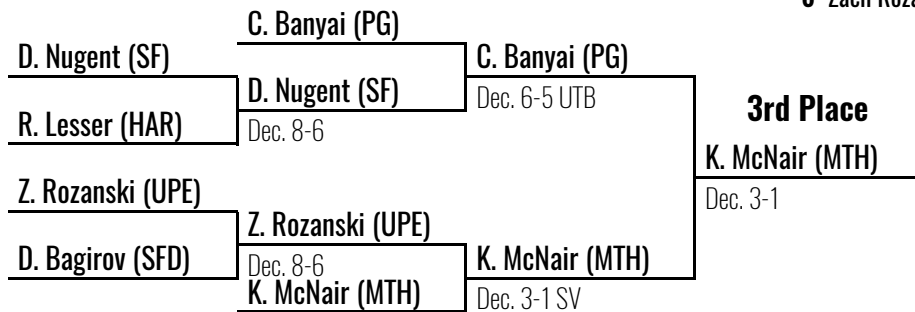 Zach
C. Banyai (PG)
D. Nugent (SF)
C. Banyai (PG)
D. Nugent (SF)
Dec. 6-5 UTB
3rd Place
R. Lesser (HAR)
Dec. 8-6
K. McNair (MTH)
Z. Rozanski (UPE)
Dec. 3-1
Z. Rozanski (UPE)
D. Bagirov (SFD)
Dec. 8-6
K. McNair (MTH)
K. McNair (MTH)
Dec. 3-1 SV